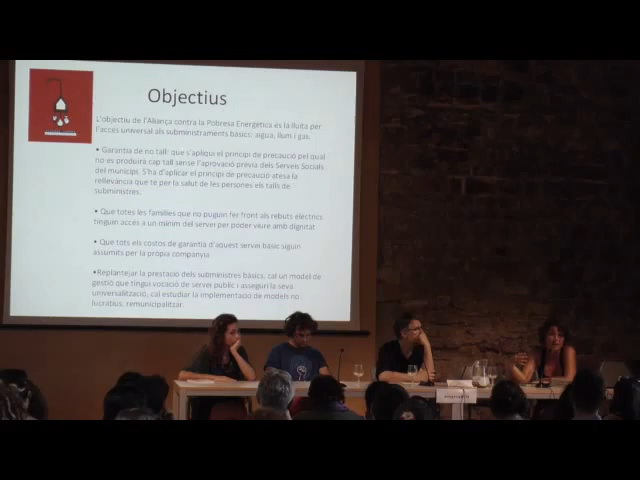 Objectius
L'objectiu de l'Aliança contra la Pobresa Energètica es la lluita per
l'accés universal als subministraments bàsics: aigua, llum i gas.
• Garantia de no tall: que s'apliqui el principi de precaució pel qual
no es produirà cap tall sense l'aprovació prèvia dels Serveis Socials
del municipi. S'ha d'aplicar el principi de precaució atesa la
rellevància que té per la salut de les persones els talls de
subministres.
• Que totes les famílies que no puguin fer front als rebuts elèctrics
tinguin accés a un mínim del servei per poder viure amb dignitat
• Que tots els costos de garantia d'aquest servei bàsic siguin
assumits per la pròpia companyia
•Replantejar la prestació dels subministres bàsics, cal un model de
gestió que tingui vocació de servei públic i asseguri la seva
universalització, cal estudiar la implementació de models no
lucratius: remunicipalitzar.